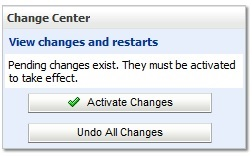 Change Center
View changes and restarts
Pending changes exist. They must be activated
to take effect.
Activate Changes
Undo All Changes